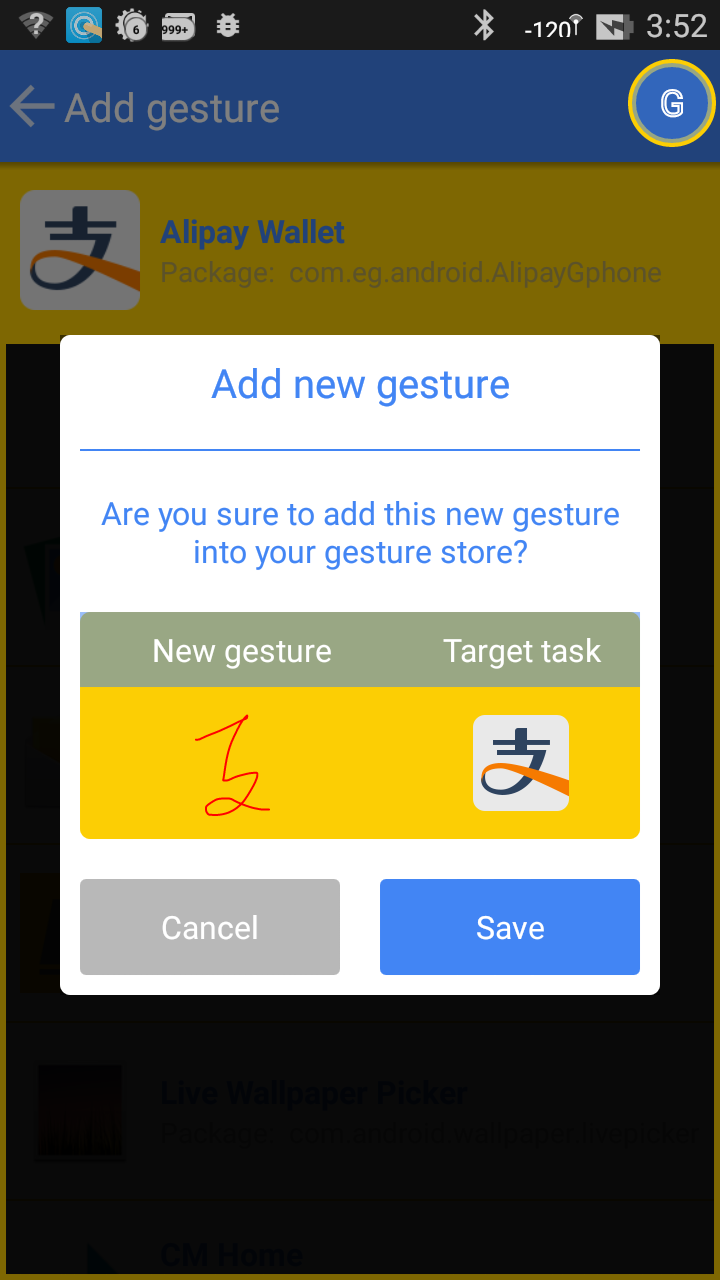 6
999+
-120
3:52
Add gesture
G
Alipay Wallet
Package: com.eg.android.AlipayGphone
支
Add new gesture
Are you sure to add this new gesture
into your gesture store?
New gesture Target task
支
Cancel Save
Live Wallpaper Picker
Package: com.android.wallpaper.livepicker
CM Home